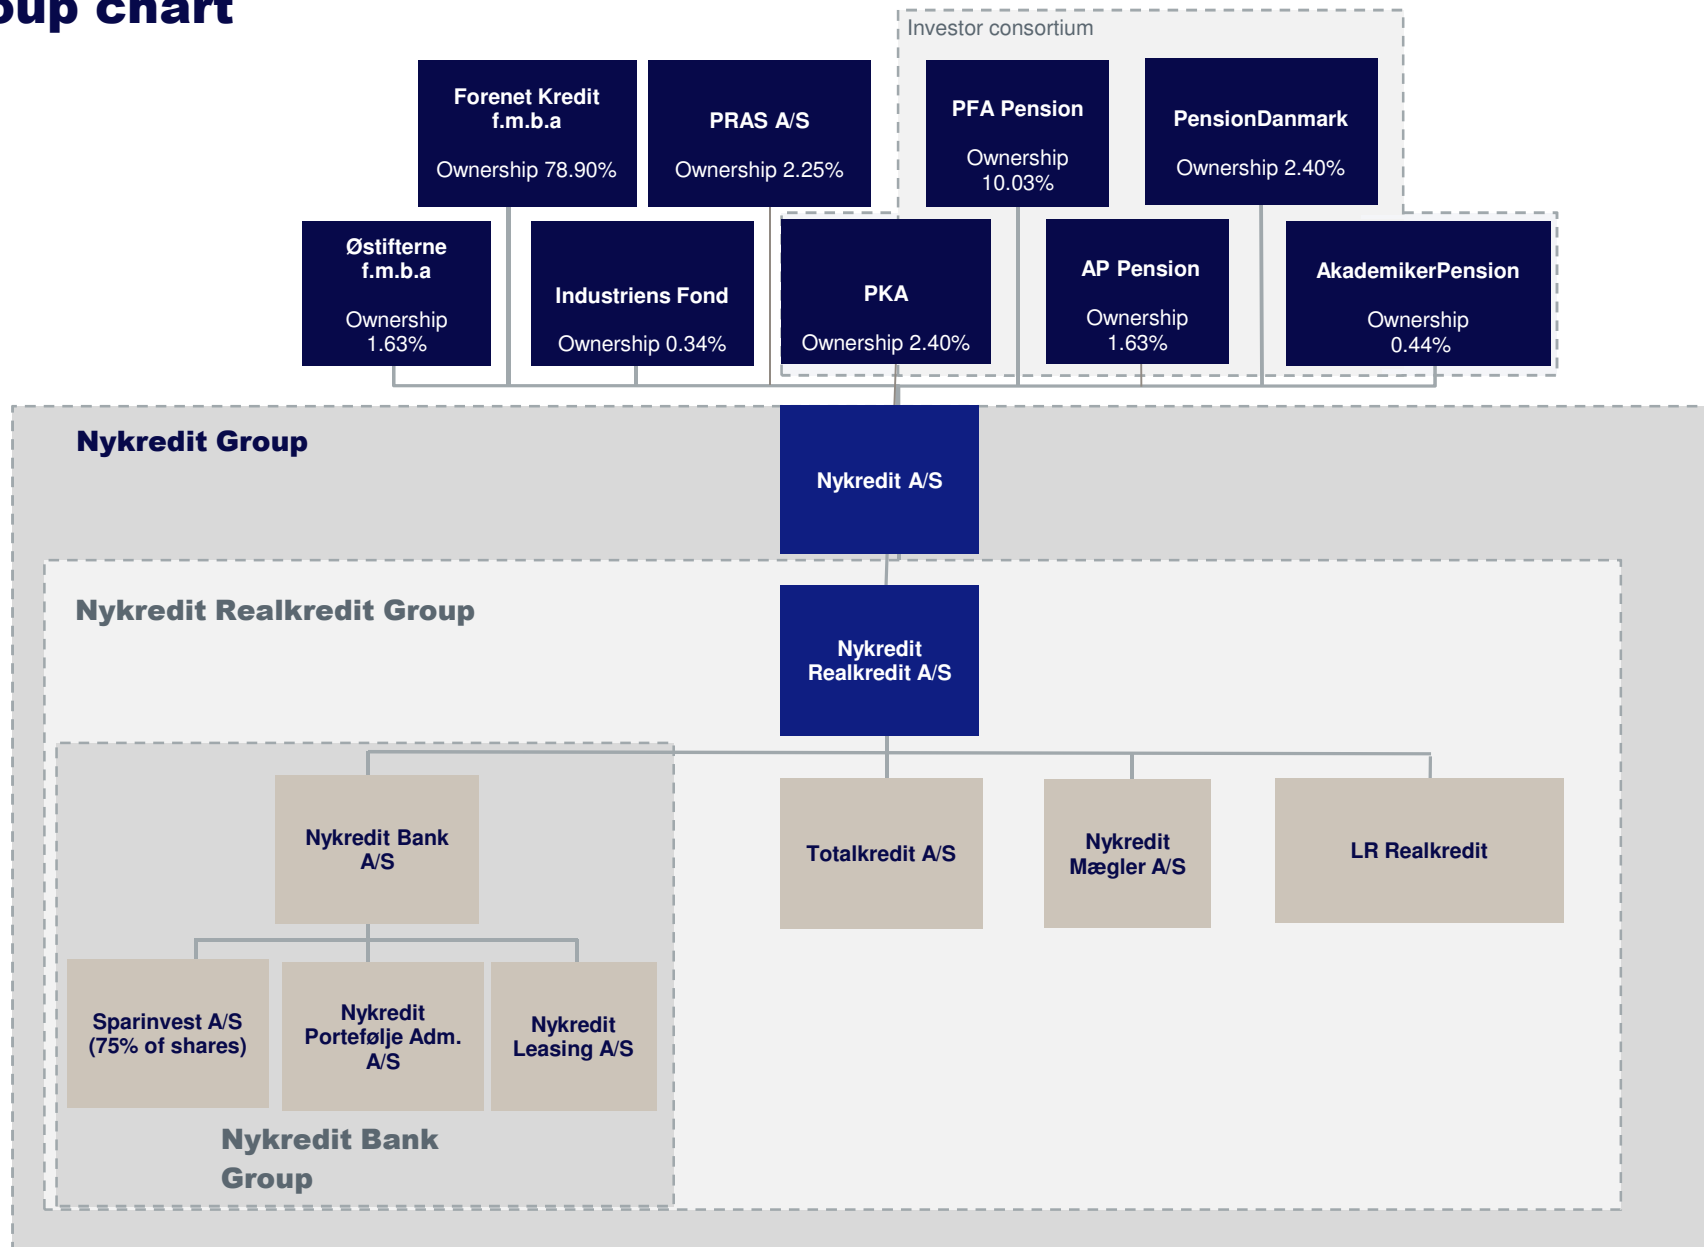 oup chart
Investor consortium
Forenet Kredit
f.m.b.a
Ownership 78.90%
PRAS A/S
Ownership 2.25%
PFA Pension
Ownership
10.03%
PensionDanmark
Ownership 2.40%
Østifterne
f.m.b.a
Ownership
1.63%
Industriens Fond
Ownership 0.34%
PKA
Ownership 2.40%
AP Pension
Ownership
1.63%
AkademikerPension
Ownership
0.44%
Nykredit Group
Nykredit A/S
Nykredit Realkredit Group
Nykredit
Realkredit A/S
Nykredit Bank
A/S
Totalkredit A/S
Nykredit
Mægler A/S
LR Realkredit
Sparinvest A/S
(75% of shares)
Nykredit
Portefølje Adm.
A/S
Nykredit
Leasing A/S
Nykredit Bank
Group